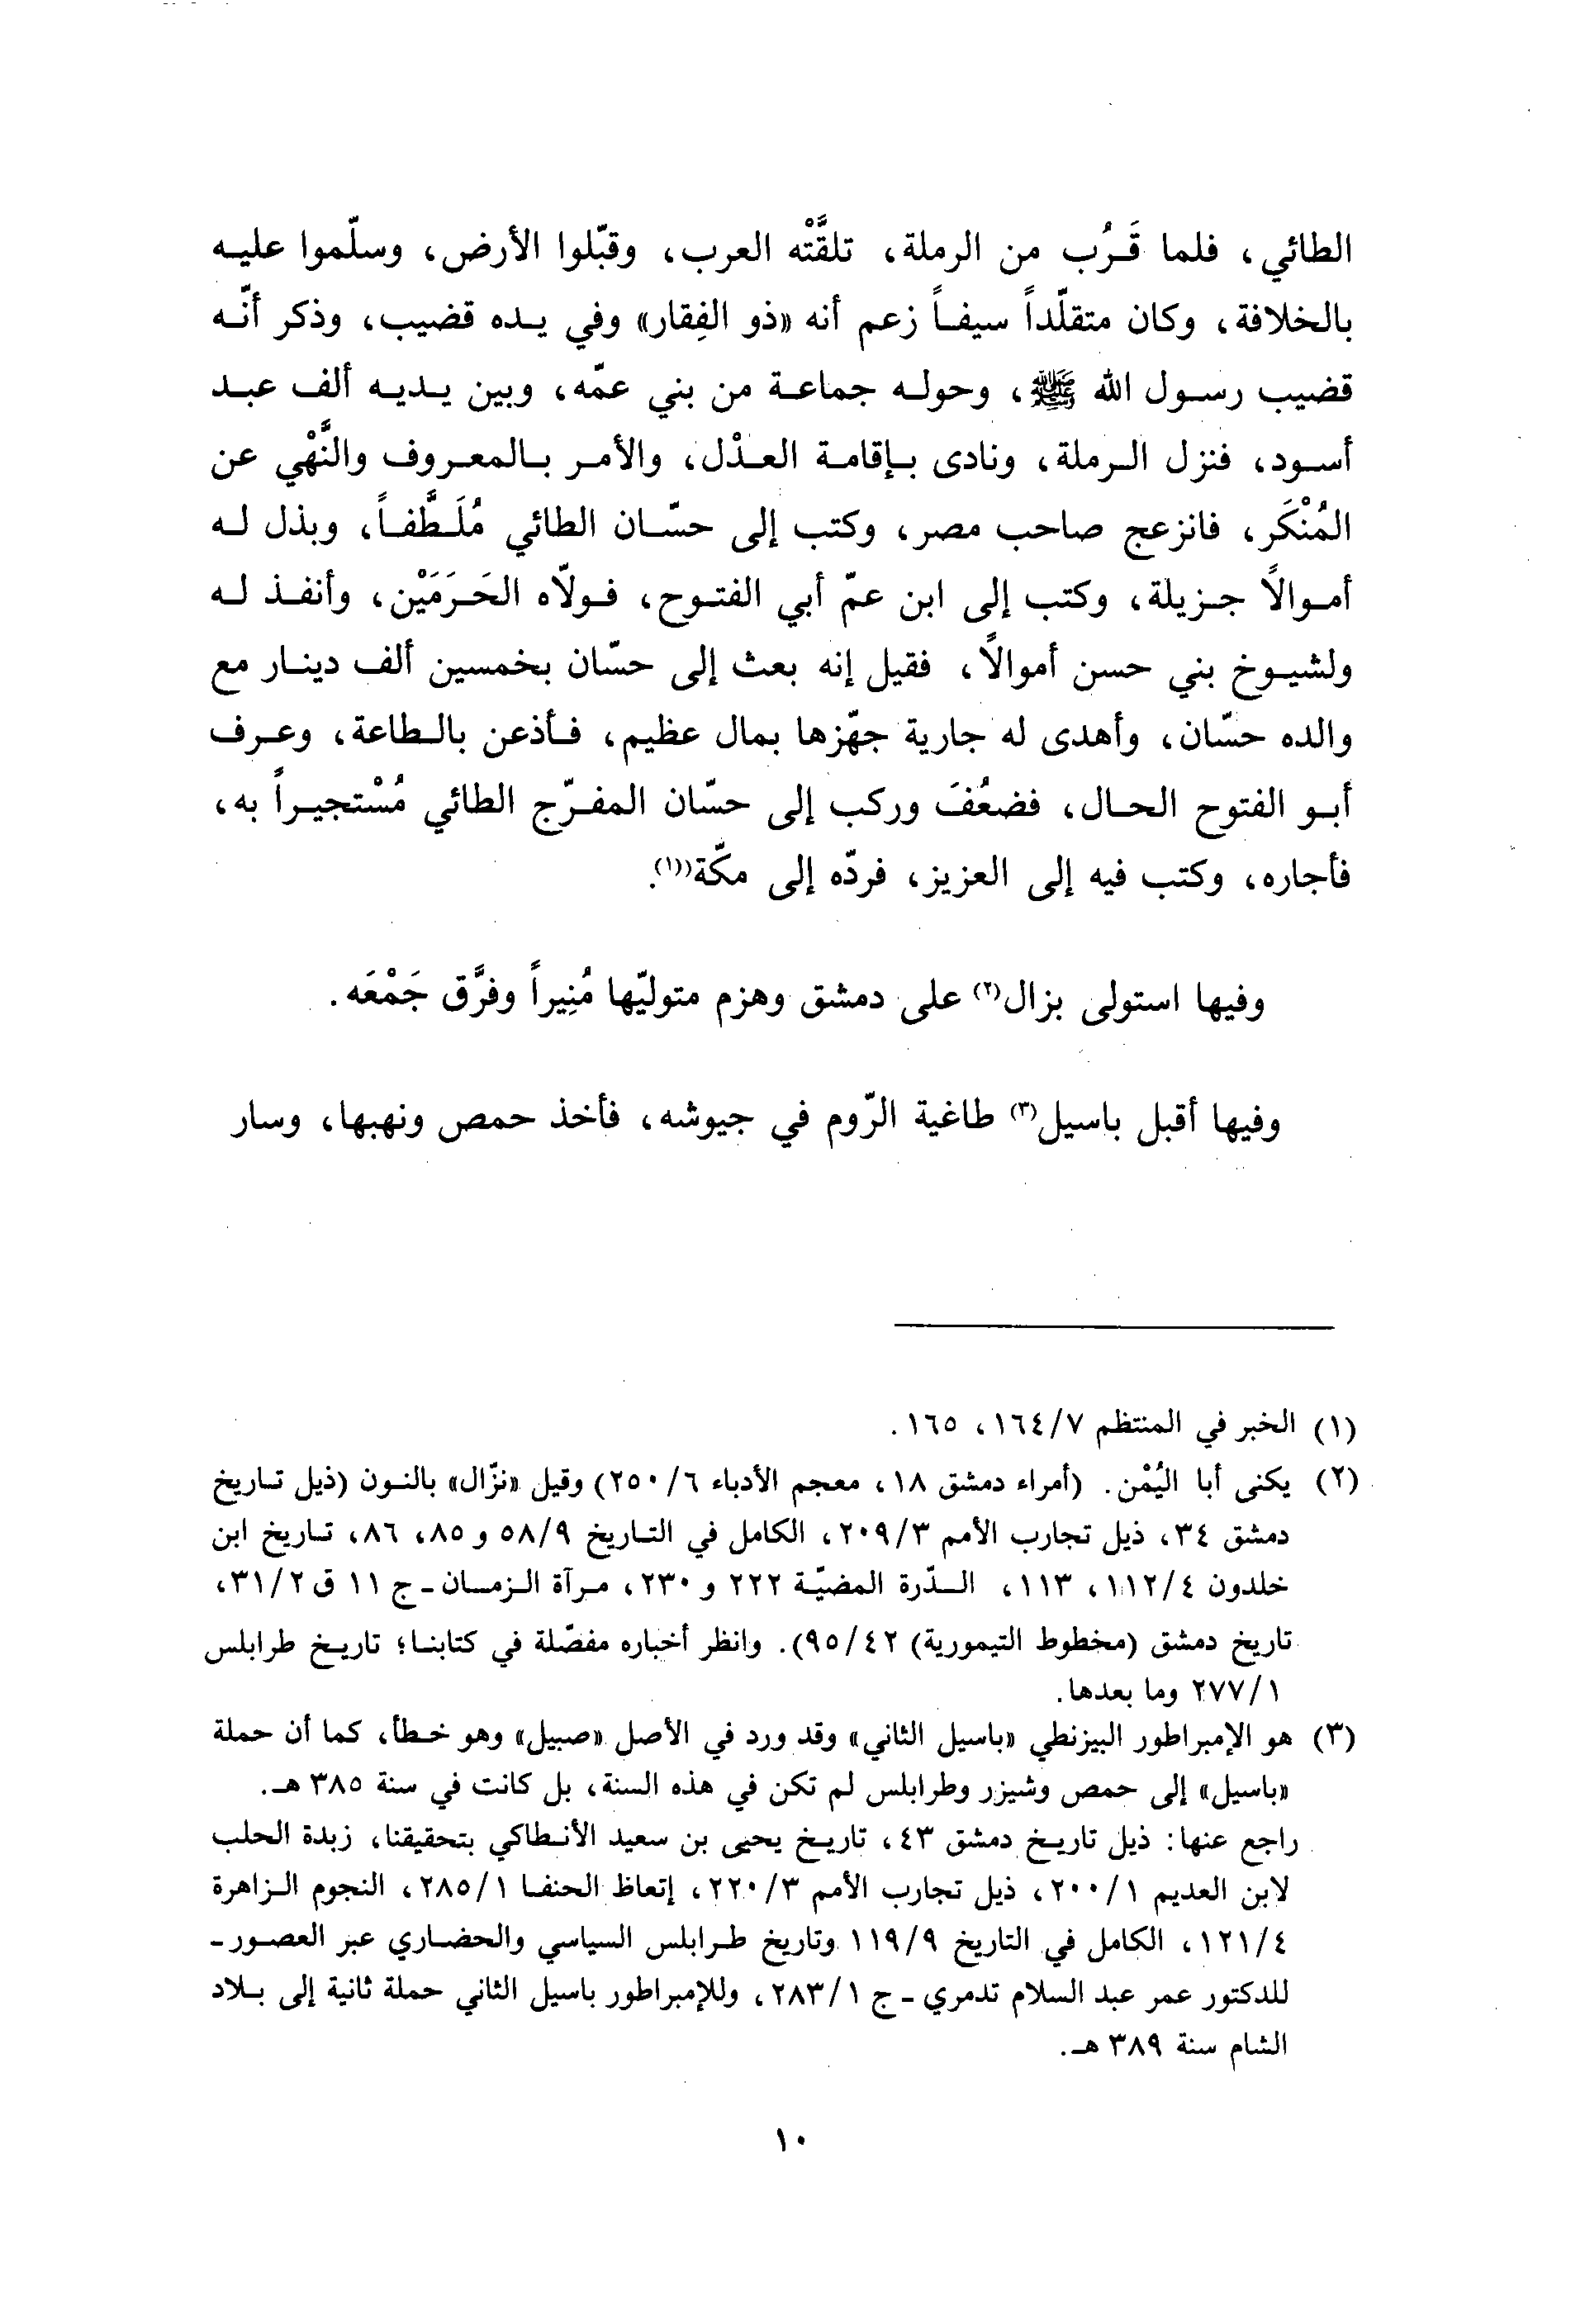 الطائي، فلما قَرُب من الرملة، تلقَّتْه العرب، وقبّلوا الأرض، وسلّموا عليه
بالخلافة، وكان متقلّداً سيفاً زعم أنه «ذو الفِقار» وفي يده قضيب، وذكر أنّه
قضيب رسول الله ﷺ، وحوله جماعة من بني عمّه، وبين يديه ألف عبد
أسود، فنزل الرملة، ونادى بإقامة العدْل، والأمر بالمعروف والنَّهْي عن
المُنْكَر، فانزعج صاحب مصر، وكتب إلى حسّان الطائي مُلَطَّفاً، وبذل له
أموالاً جزيلة، وكتب إلى ابن عمّ أبي الفتوح، فولّاه الحَرَمَيْن، وأنفذ له
ولشيوخ بني حسن أموالاً، فقيل إنه بعث إلى حسّان بخمسين ألف دينار مع
والده حسّان، وأهدى له جارية جهّزها بمال عظيم، فأذعن بالطاعة، وعرف
أبو الفتوح الحال، فضعُفَ وركب إلى حسّان المفرّج الطائي مُسْتجيراً به،
فأجاره، وكتب فيه إلى العزيز، فردّه إلى مكّة(١).
وفيها استولى بزال(٢) على دمشق وهزم متوليّها مُنِيراً وفرَّق جَمْعَه.
وفيها أقبل باسيل(٣) طاغية الرّوم في جيوشه، فأخذ حمص ونهبها، وسار
(١) الخبر في المنتظم ١٦٤/٧، ١٦٥.
(٢) يكنى أبا اليُمْن. (أمراء دمشق ١٨، معجم الأدباء ٢٥٠/٦) وقيل «نزّال» بالنون (ذيل تاريخ
دمشق ٣٤، ذيل تجارب الأمم ٢٠٩/٣، الكامل في التاريخ ٥٨/٩ و ٨٥، ٨٦، تاريخ ابن
خلدون ١١٢/٤، ١١٣، الدّرة المضيّة ٢٢٢ و ٢٣٠، مرآة الزمان - ج ١١ ق ٣١/٢،
تاريخ دمشق (مخطوط التيمورية) ٩٥/٤٢). وانظر أخباره مفصّلة في كتابنا؛ تاريخ طرابلس
٢٧٧/١ وما بعدها.
(٣) هو الإمبراطور البيزنطي «باسيل الثاني» وقد ورد في الأصل «صبيل» وهو خطأ، كما أن حملة
«باسيل» إلى حمص وشيزر وطرابلس لم تكن في هذه السنة، بل كانت في سنة ٣٨٥ هـ.
راجع عنها: ذيل تاريخ دمشق ٤٣، تاريخ يحيى بن سعيد الأنطاكي بتحقيقنا، زبدة الحلب
لابن العديم ٢٠٠/١، ذيل تجارب الأمم ٢٢٠/٣، إتعاظ الحنفا ٢٨٥/١، النجوم الزاهرة
١٢١/٤، الكامل في التاريخ ١١٩/٩ وتاريخ طرابلس السياسي والحضاري عبر العصور -
للدكتور عمر عبد السلام تدمري - ج ٢٨٣/١، وللإمبراطور باسيل الثاني حملة ثانية إلى بلاد
الشام سنة ٣٨٩ هـ.
١٠